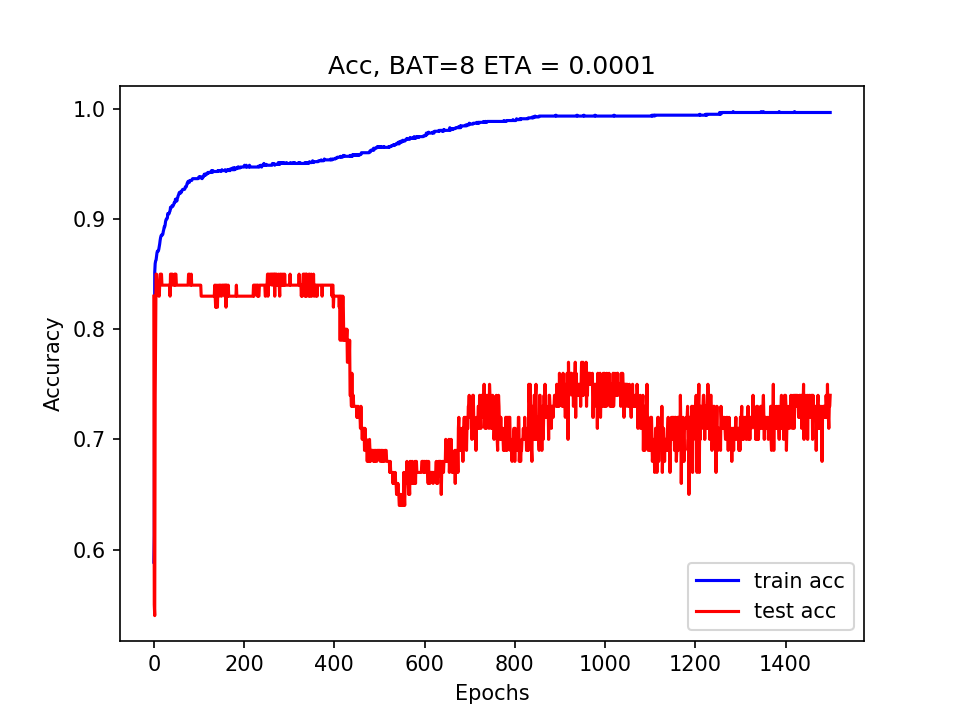 Acc, BAT=8 ETA = 0.0001
1.0
0.9
0.8
0.7
0.6
Accuracy
0 200 400 600 800 1000 1200 1400
Epochs
train acc
test acc